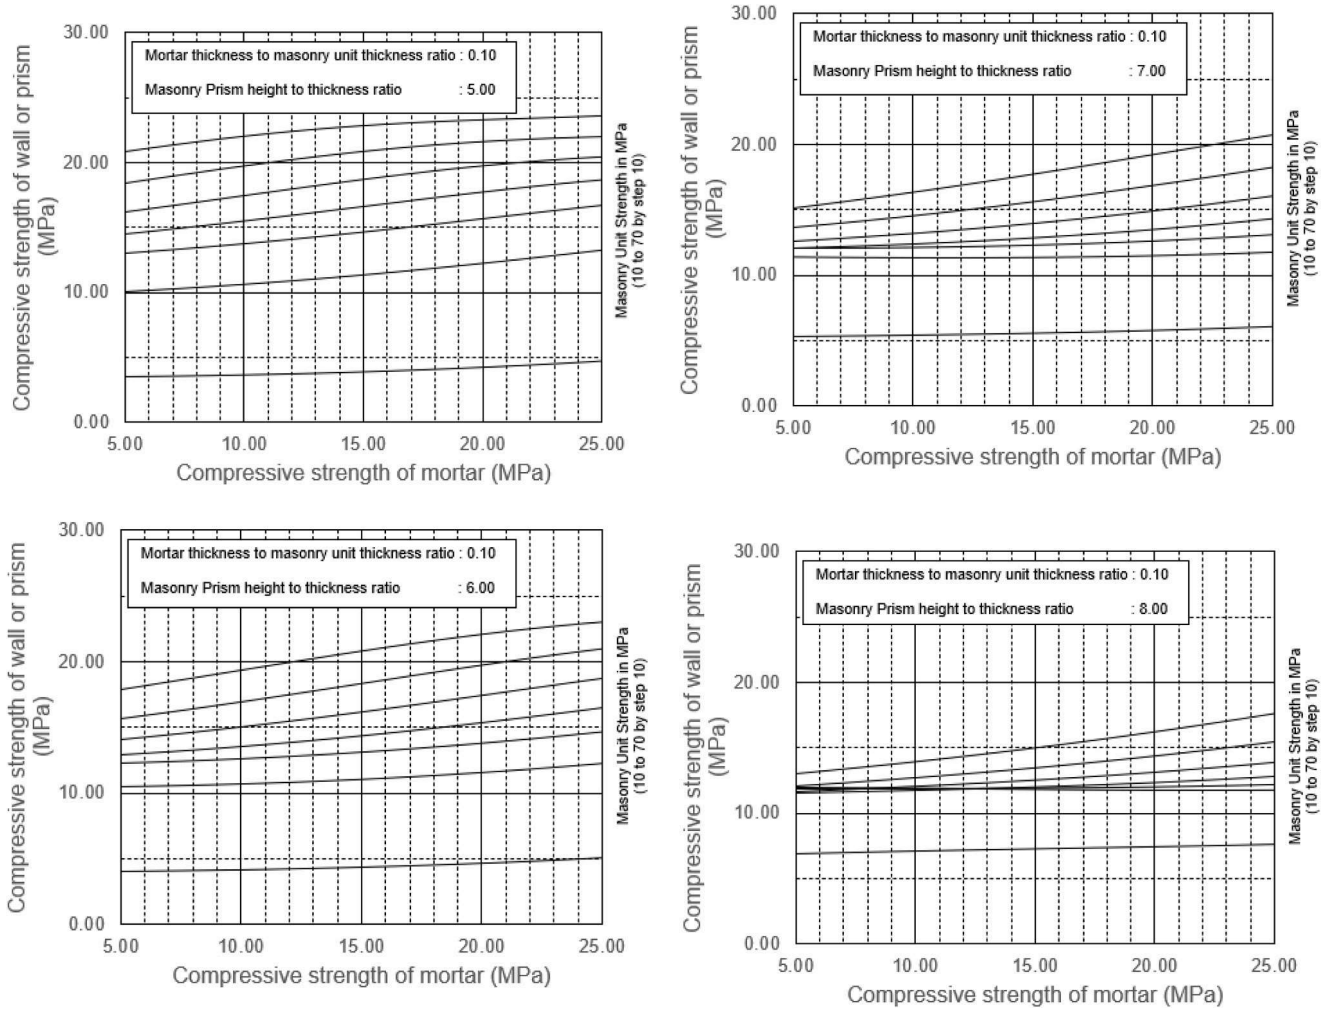 Compressive strength of wall or prism
(MPa)
30.00
20.00
10.00
0.00
Mortar thickness to masonry unit thickness ratio : 0.10
Masonry Prism height to thickness ratio : 5.00
5.00 10.00 15.00 20.00 25.00
Compressive strength of mortar (MPa)
Masonry Unit Strength in MPa
(10 to 70 by step 10)
Compressive strength of wall or prism
(MPa)
30.00
20.00
10.00
0.00
Mortar thickness to masonry unit thickness ratio : 0.10
Masonry Prism height to thickness ratio : 7.00
5.00 10.00 15.00 20.00 25.00
Compressive strength of mortar (MPa)
Masonry Unit Strength in MPa
(10 to 70 by step 10)
Compressive strength of wall or prism
(MPa)
30.00
20.00
10.00
0.00
Mortar thickness to masonry unit thickness ratio : 0.10
Masonry Prism height to thickness ratio : 6.00
5.00 10.00 15.00 20.00 25.00
Compressive strength of mortar (MPa)
Masonry Unit Strength in MPa
(10 to 70 by step 10)
Compressive strength of wall or prism
(MPa)
30.00
20.00
10.00
0.00
Mortar thickness to masonry unit thickness ratio : 0.10
Masonry Prism height to thickness ratio : 8.00
5.00 10.00 15.00 20.00 25.00
Compressive strength of mortar (MPa)
Masonry Unit Strength in MPa
(10 to 70 by step 10)